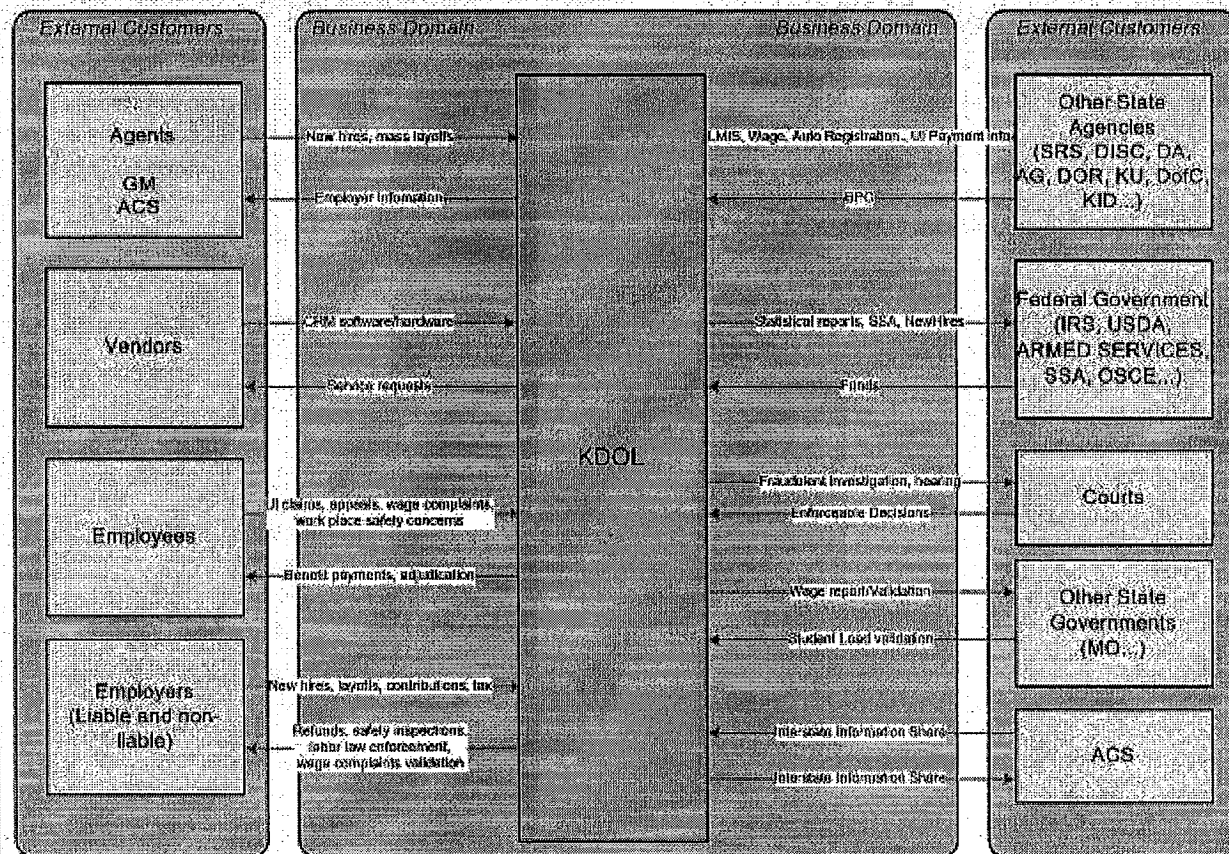 External Customers
Business Domain
Business Domain
External Customers
Agents
GM
ACS
New hires, mass layoffs
Employer Information
Vendors
CRM software/hardware
Service requests
Employees
UI claims, appeals, wage complaints,
work place safety concerns
Benefit payments, adjudication
Employers
(Liable and non-
liable)
New hires, layoffs, contributions, tax
Refunds, safety inspections,
labor law enforcement,
wage complaints validation
KDOL
LMIS, Wage, Auto Registration., UI Payment Info
Other State
Agencies
(SRS, DISC, DA,
AG, DOR, KU, DofC,
KID...)
Statistical reports, SSA, NewHires
Funds
Federal Government
(IRS, USDA,
ARMED SERVICES,
SSA, OSCE...)
Fraudulent Investigation, hearing
Enforceable Decisions
Courts
Wage report/Validation
Student Load validation
Other State
Governments
(MO...)
Interstate Information Share
Interstate Information Share
ACS